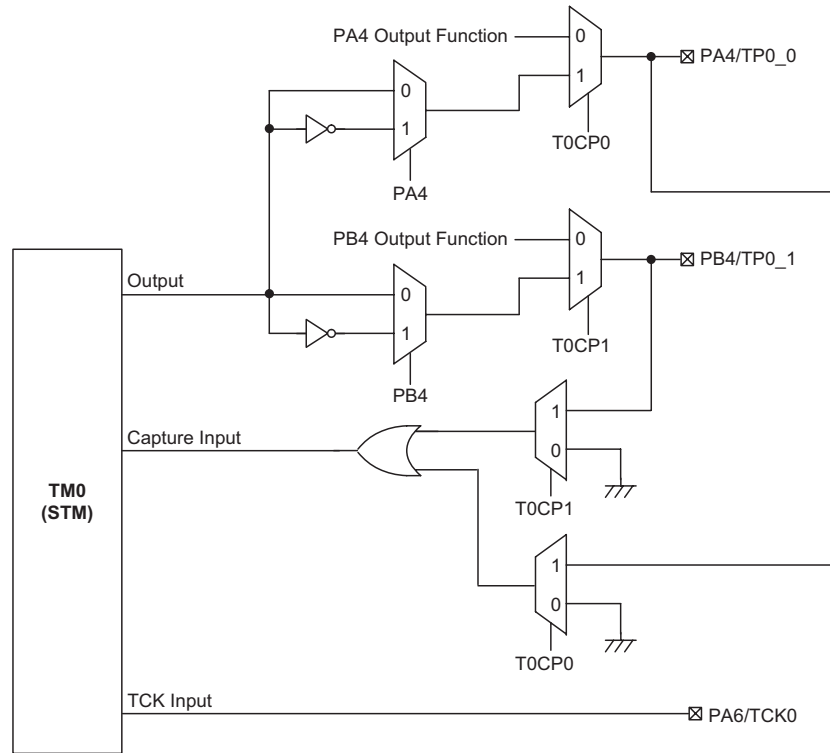 PA4 Output Function
0
1
PA4/TP0_0
T0CP0
0
1
PA4
PB4 Output Function
0
1
PB4/TP0_1
T0CP1
Output
0
1
PB4
Capture Input
1
0
T0CP1
TM0
(STM)
1
0
T0CP0
TCK Input
PA6/TCK0